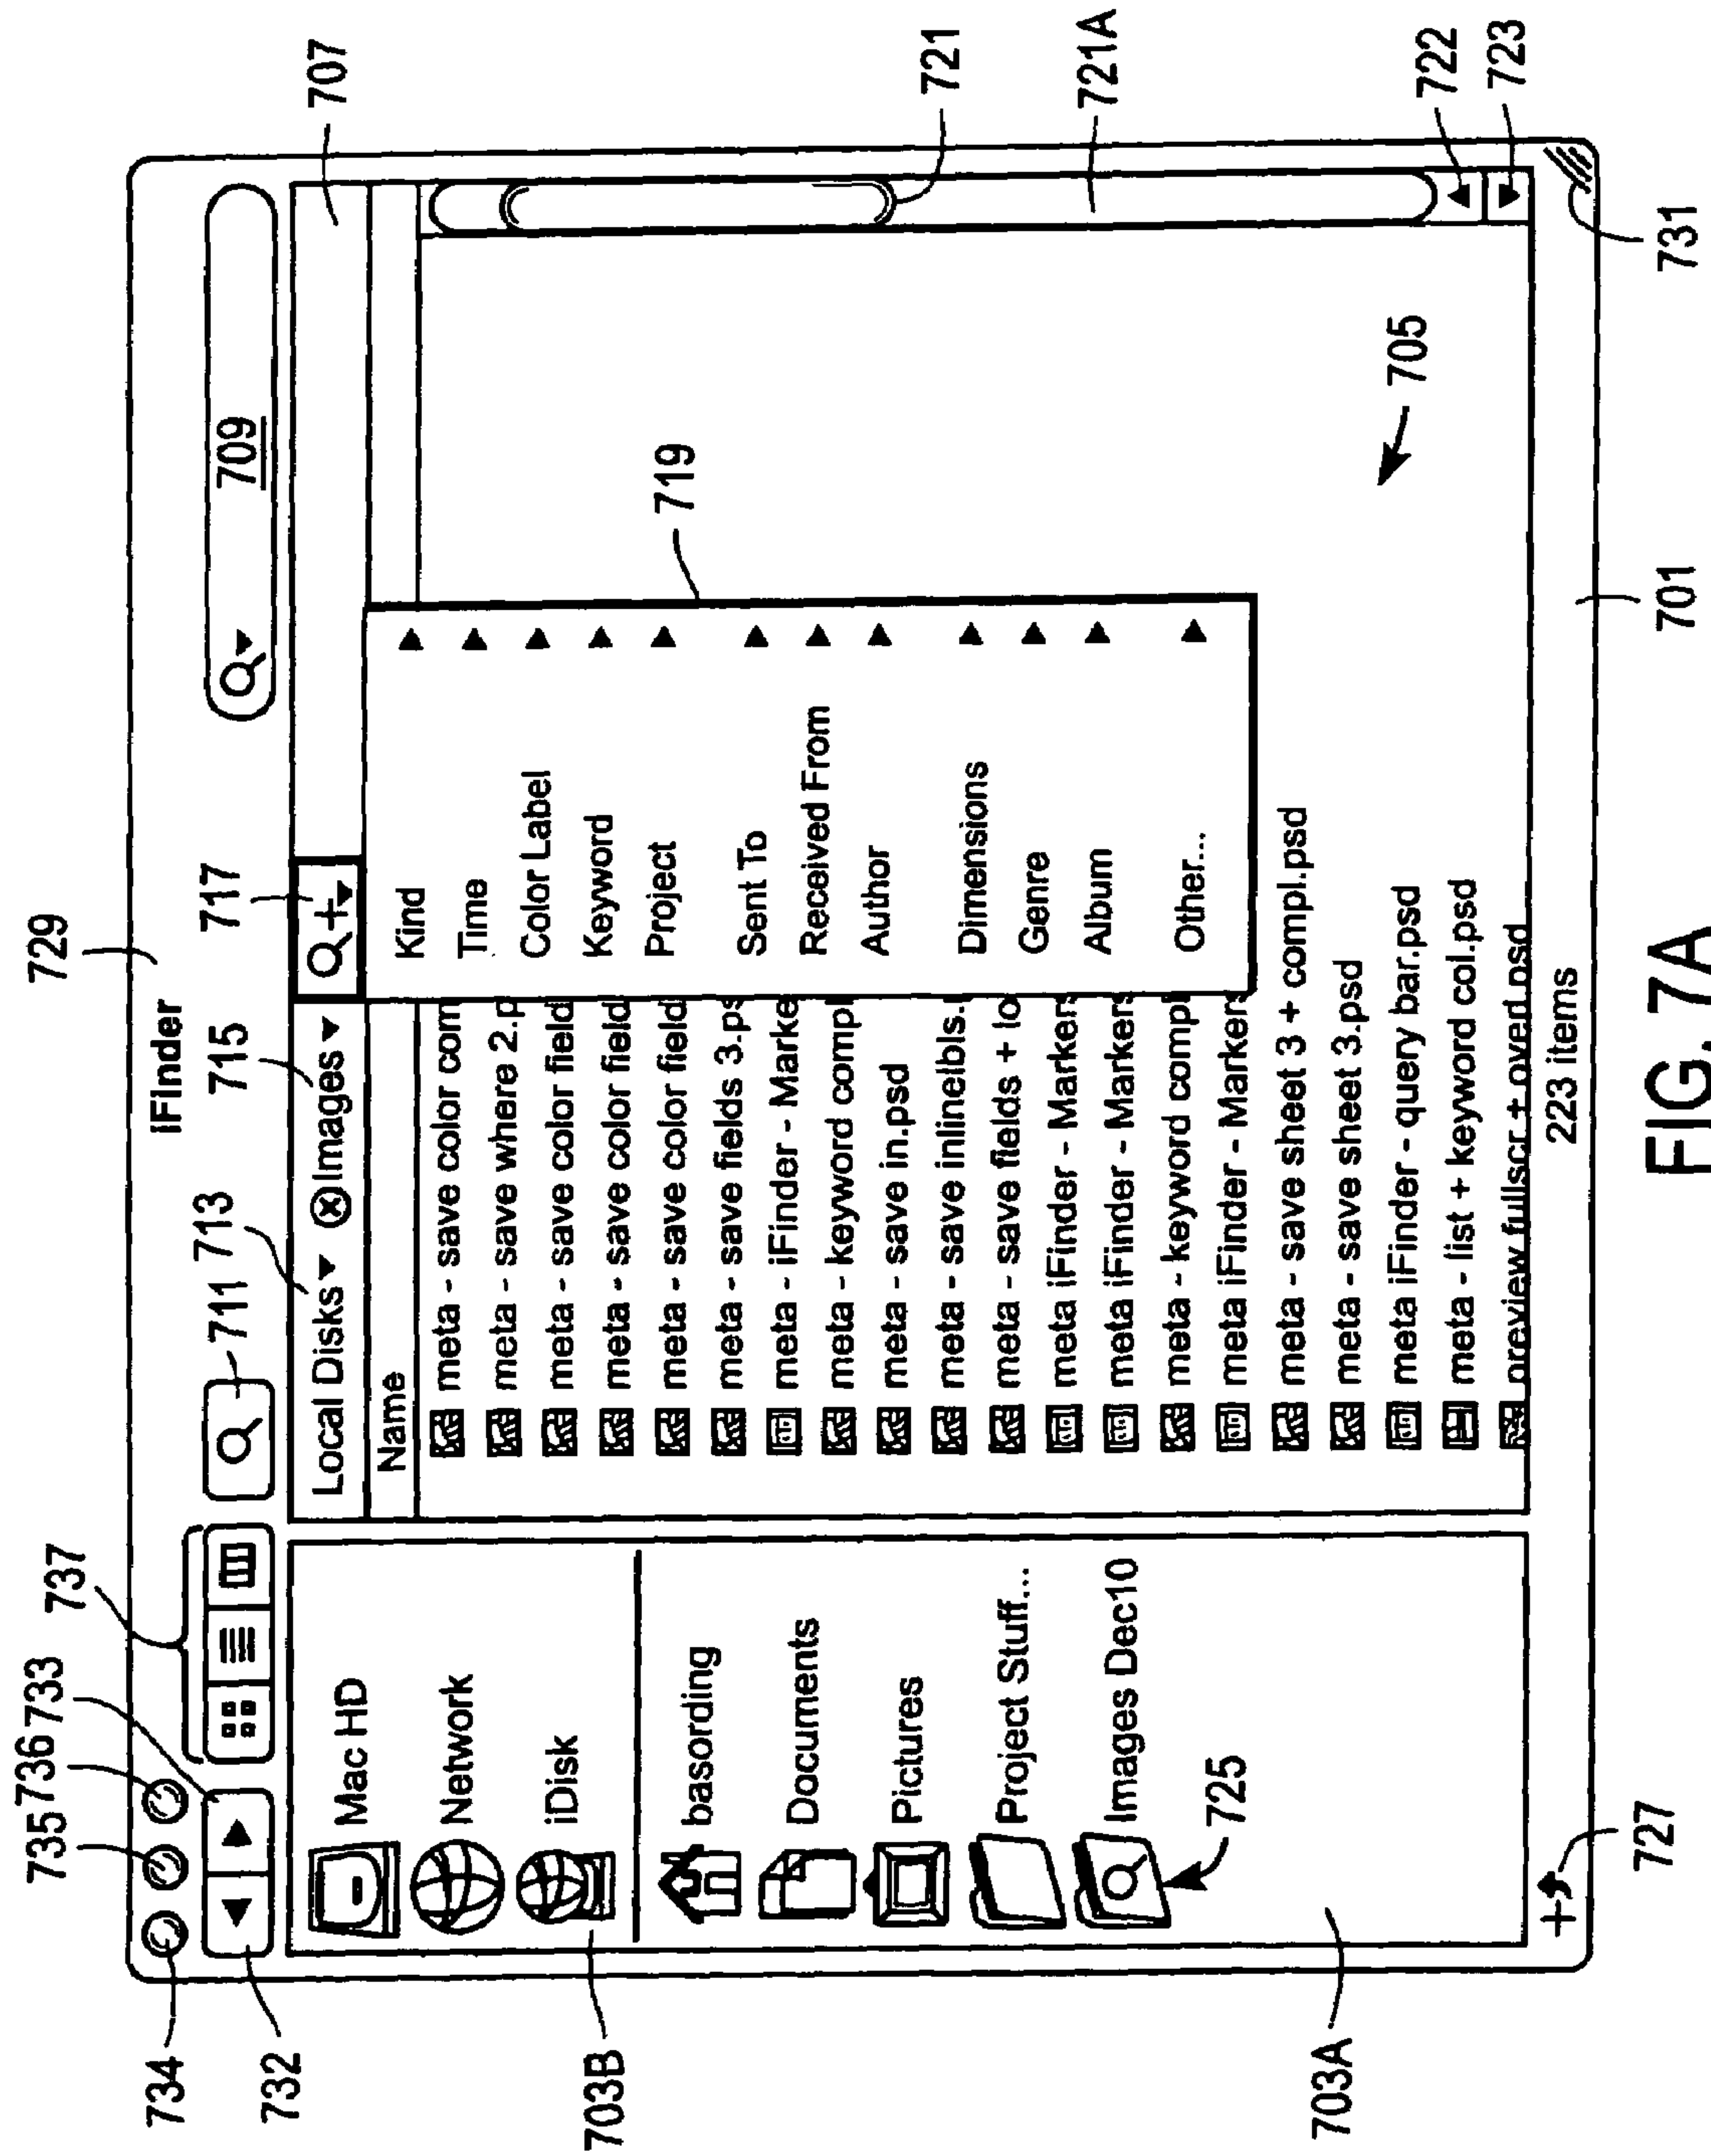 729
737
735 736 733
734
732
iFinder
711 713 715 717
709
707
Local Disks Images
Name
Mac HD
Network
iDisk
basording
Documents
Pictures
Project Stuff...
Images Dec10
725
703B
703A
727
meta - save color com
meta - save where 2.p
meta - save color field
meta - save color field
meta - save color field
meta - save fields 3.ps
meta - iFinder - Marke
meta - keyword compl
meta - save in.psd
meta - save inlinelbls.
meta - save fields + lo
meta iFinder - Markers
meta iFinder - Markers
meta - keyword compl
meta iFinder - Markers
meta - save sheet 3 + compl.psd
meta - save sheet 3.psd
meta iFinder - query bar.psd
meta - list + keyword col.psd
preview fullscr + overl.psd
Kind
Time
Color Label
Keyword
Project
Sent To
Received From
Author
Dimensions
Genre
Album
Other...
719
705
721
721A
722
723
731
701
223 items
FIG. 7A